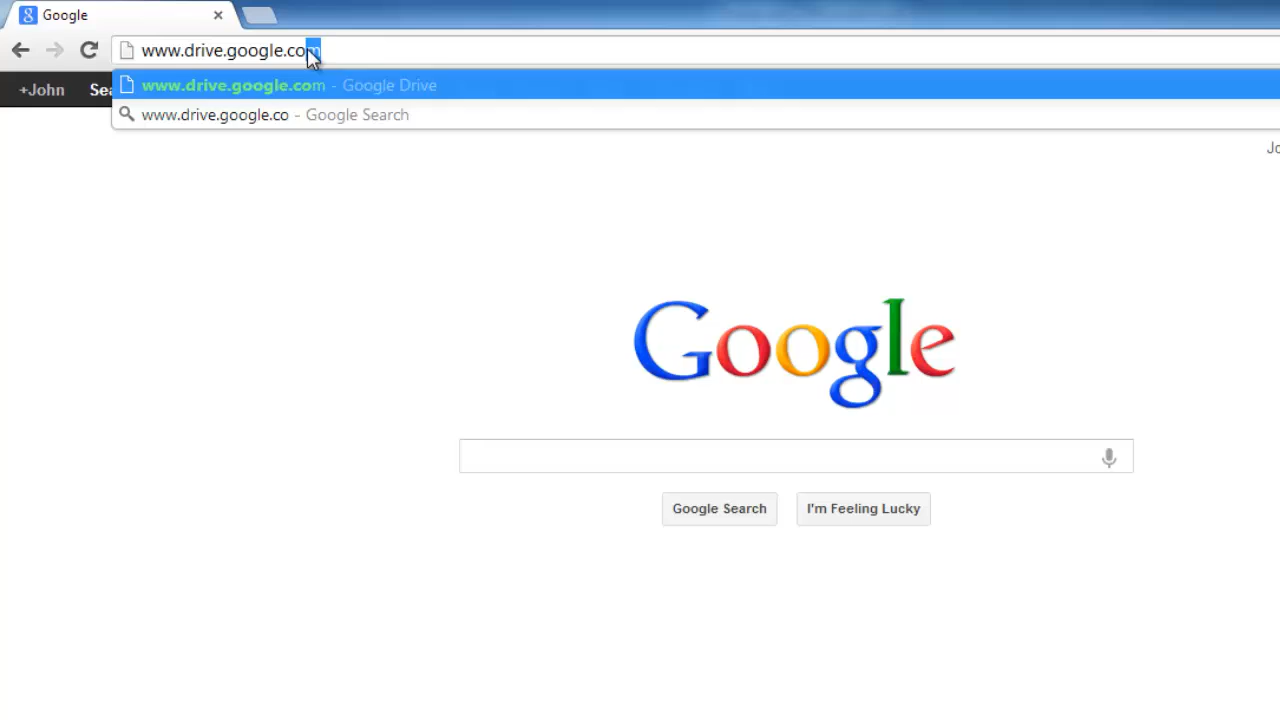 Google
www.drive.google.com
www.drive.google.com - Google Drive
www.drive.google.co - Google Search
+John
Google
Google Search I'm Feeling Lucky